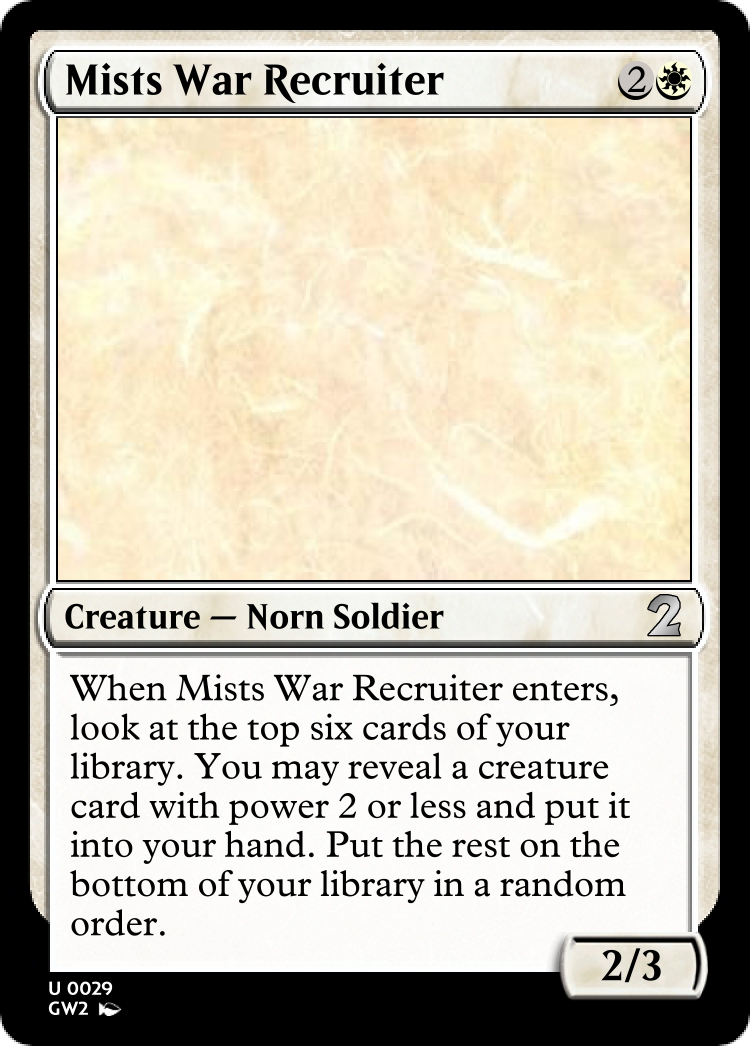 Mists War Recruiter 2
Creature — Norn Soldier 2
When Mists War Recruiter enters,
look at the top six cards of your
library. You may reveal a creature
card with power 2 or less and put it
into your hand. Put the rest on the
bottom of your library in a random
order.
2/3
U 0029
GW2